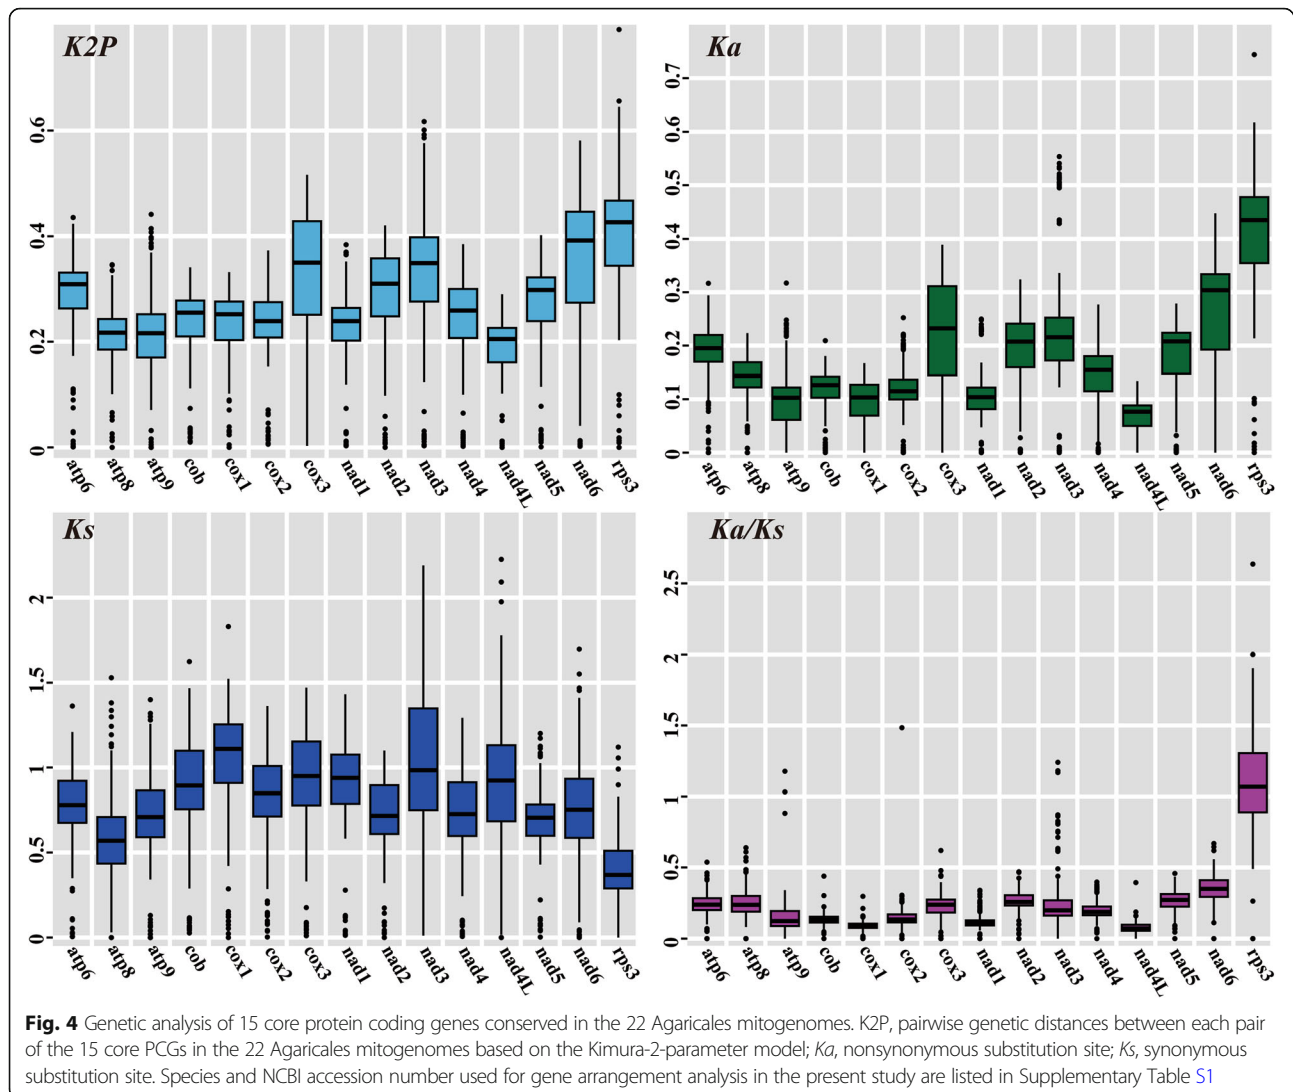 K2P
0.6
0.4
0.2
0
atp6 atp8 atp9 cob cox1 cox2 cox3 nad1 nad2 nad3 nad4 nad4L nad5 nad6 rps3
Ka
0.7
0.6
0.5
0.4
0.3
0.2
0.1
0
atp6 atp8 atp9 cob cox1 cox2 cox3 nad1 nad2 nad3 nad4 nad4L nad5 nad6 rps3
Ks
2
1.5
1
0.5
0
atp6 atp8 atp9 cob cox1 cox2 cox3 nad1 nad2 nad3 nad4 nad4L nad5 nad6 rps3
Ka/Ks
2.5
2
1.5
1
0.5
0
atp6 atp8 atp9 cob cox1 cox2 cox3 nad1 nad2 nad3 nad4 nad4L nad5 nad6 rps3
Fig. 4 Genetic analysis of 15 core protein coding genes conserved in the 22 Agaricales mitogenomes. K2P, pairwise genetic distances between each pair
of the 15 core PCGs in the 22 Agaricales mitogenomes based on the Kimura-2-parameter model; Ka, nonsynonymous substitution site; Ks, synonymous
substitution site. Species and NCBI accession number used for gene arrangement analysis in the present study are listed in Supplementary Table S1